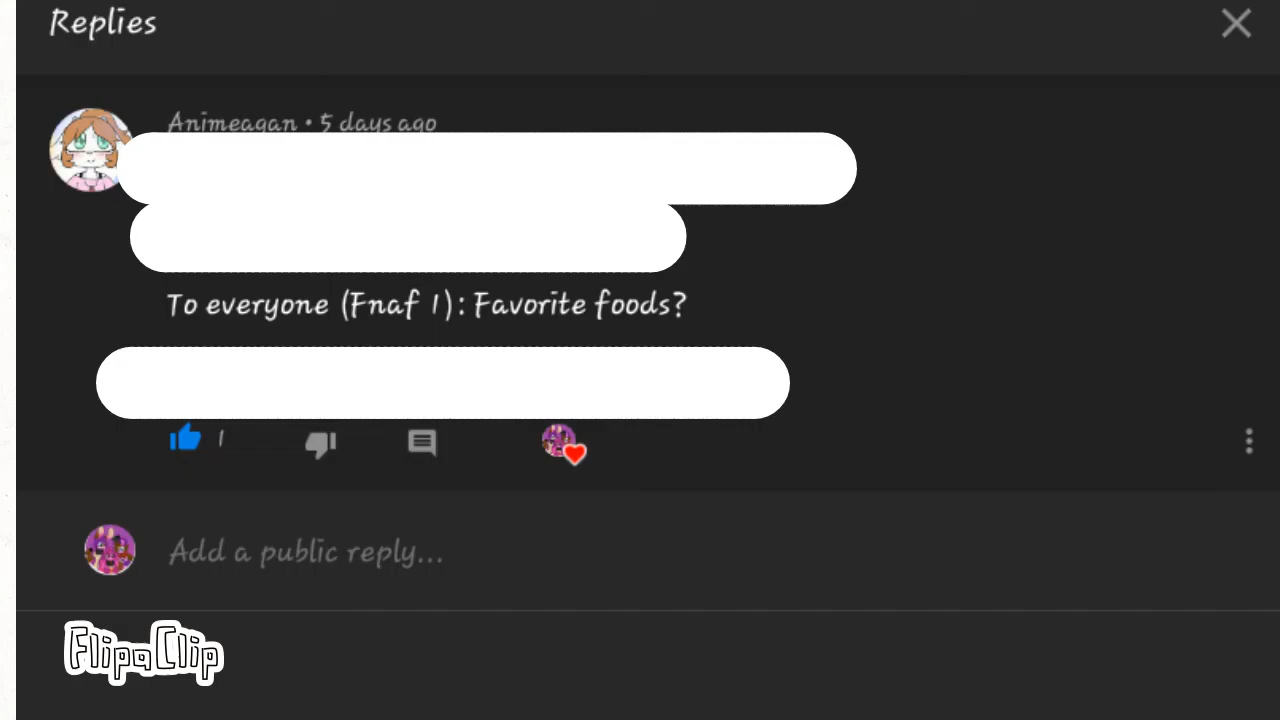 Replies
Animeagan • 5 days ago
To everyone (Fnaf 1): Favorite foods?
1
Add a public reply...
FlipaClip